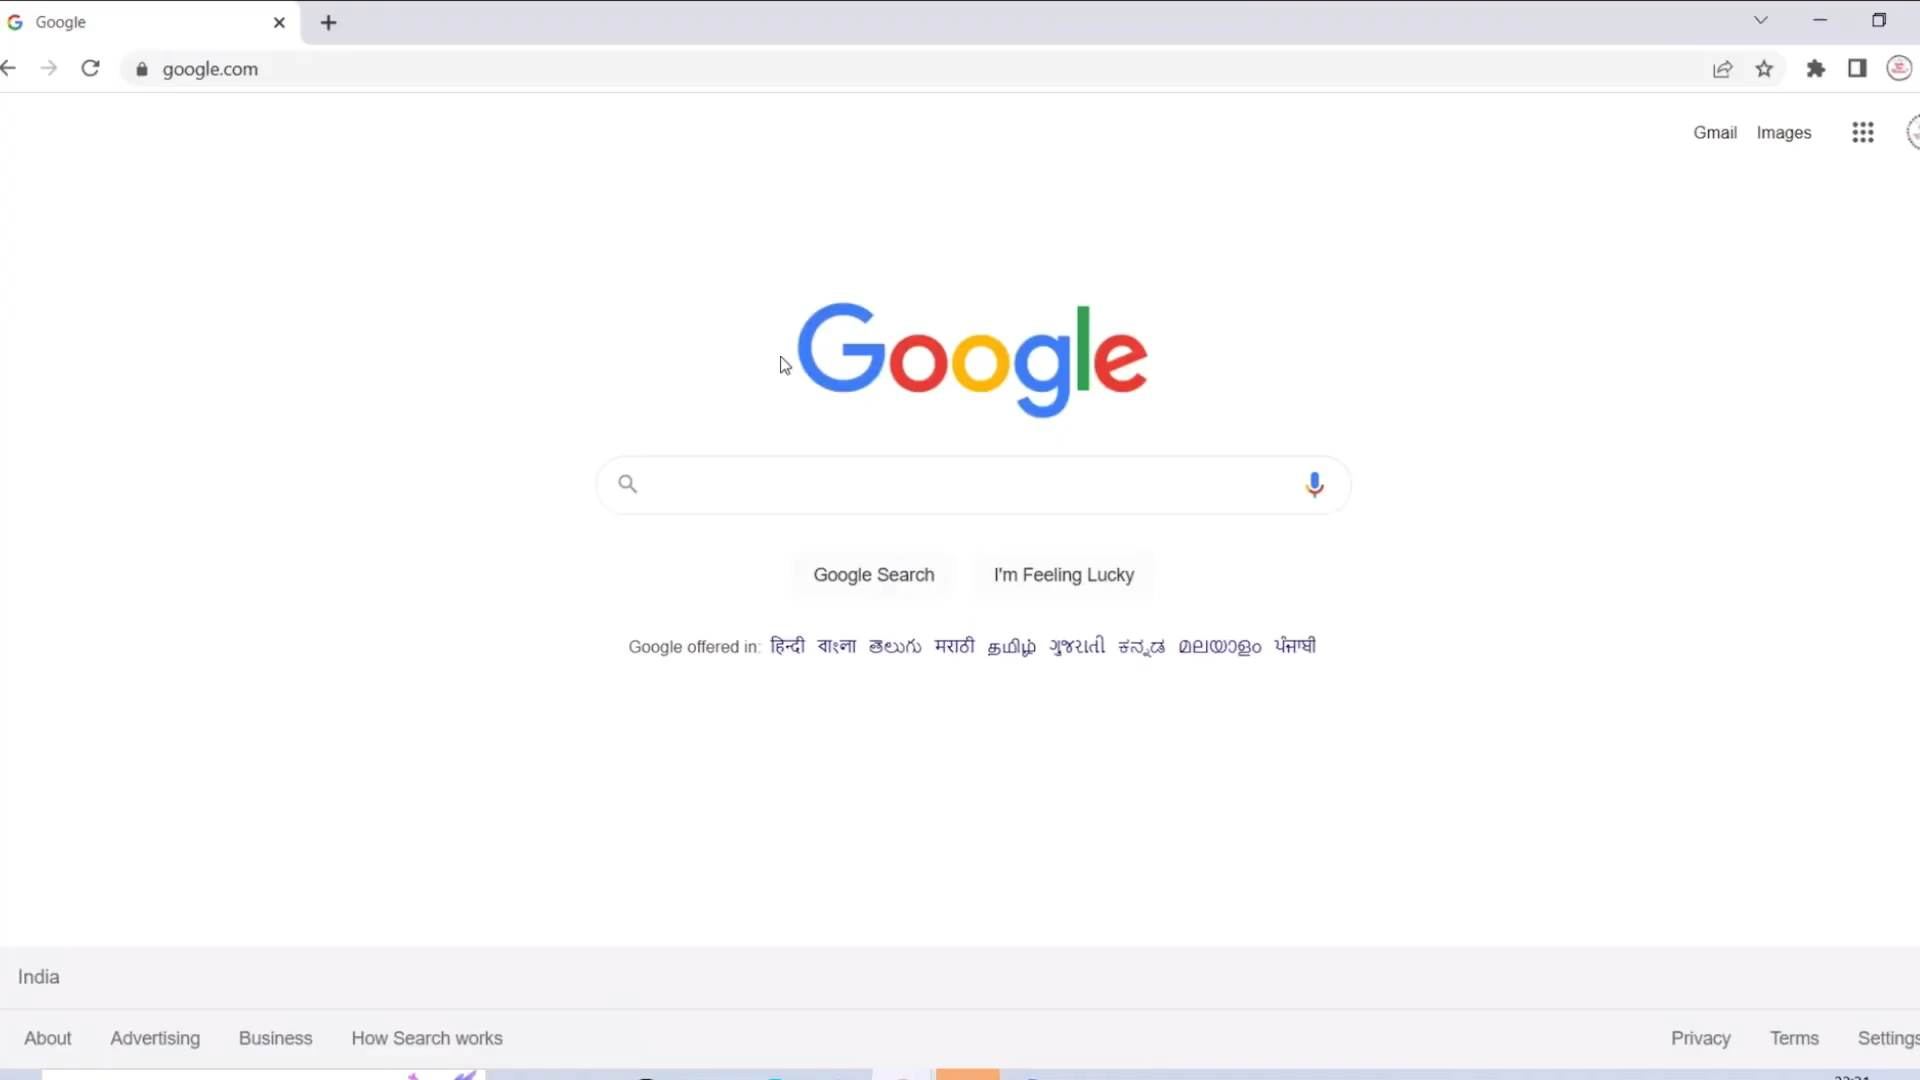 Google
google.com
Gmail Images
Google
Google Search I'm Feeling Lucky
Google offered in: हिन्दी বাংলা తెలుగు मराठी தமிழ் ગુજરાતી ಕನ್ನಡ മലയാളം ਪੰਜਾਬੀ
India
About Advertising Business How Search works Privacy Terms Settings